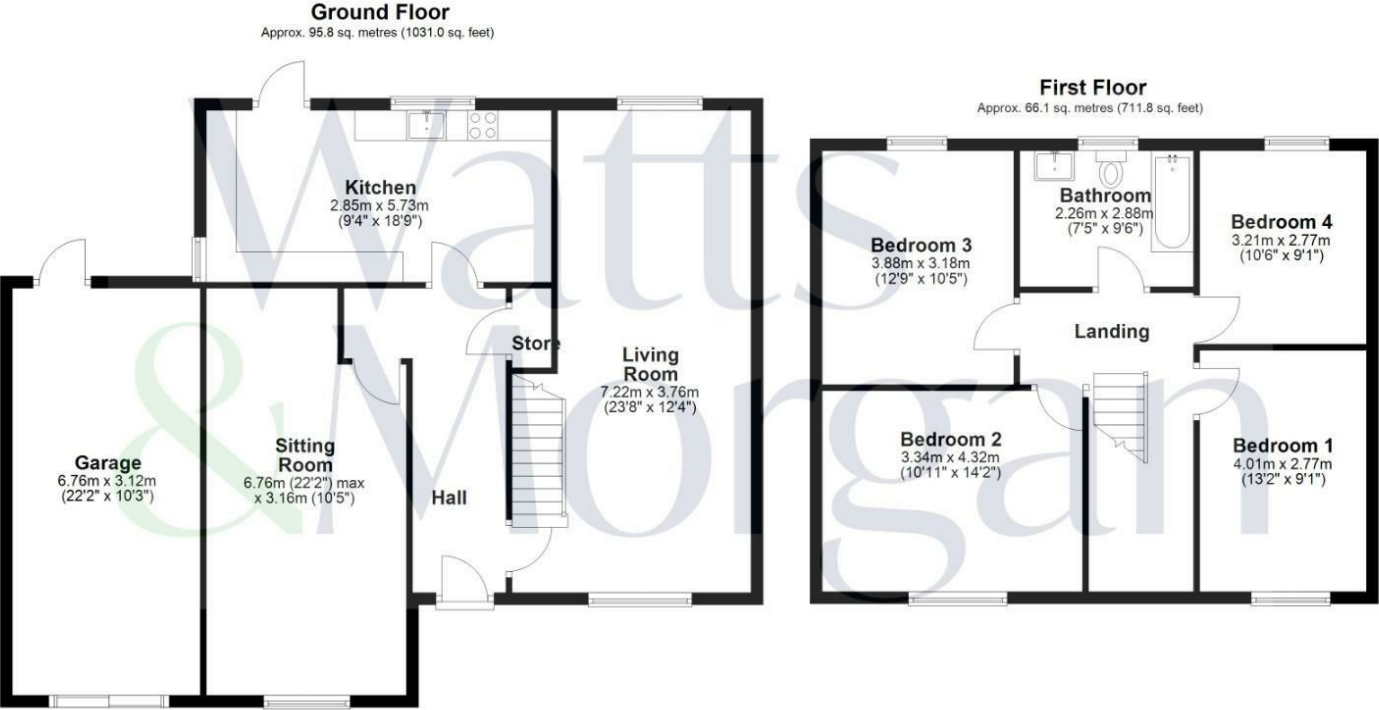 Ground Floor
Approx. 95.8 sq. metres (1031.0 sq. feet)
Kitchen
2.85m x 5.73m
(9'4" x 18'9")
Store
Living
Room
7.22m x 3.76m
(23'8" x 12'4")
Garage
6.76m x 3.12m
(22'2" x 10'3")
Sitting
Room
6.76m (22'2") max
x 3.16m (10'5")
Hall
First Floor
Approx. 66.1 sq. metres (711.8 sq. feet)
Bedroom 3
3.88m x 3.18m
(12'9" x 10'5")
Bathroom
2.26m x 2.88m
(7'5" x 9'6")
Bedroom 4
3.21m x 2.77m
(10'6" x 9'1")
Landing
Bedroom 2
3.34m x 4.32m
(10'11" x 14'2")
Bedroom 1
4.01m x 2.77m
(13'2" x 9'1")
Watts
& Morgan